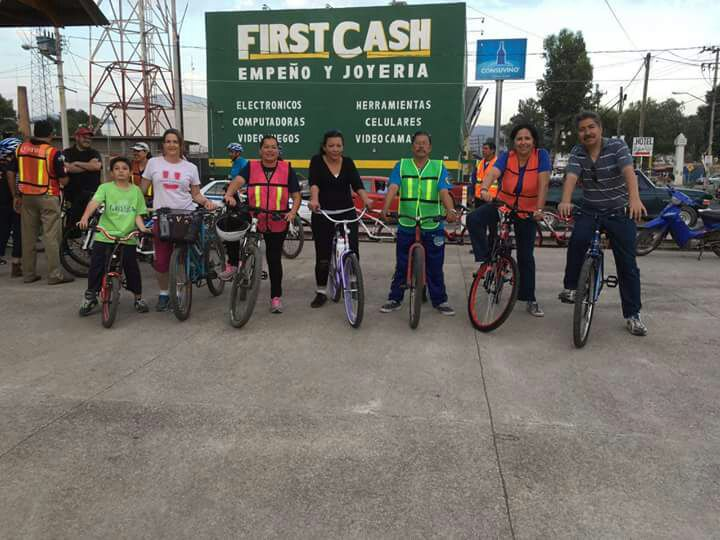 FIRST CASH
EMPEÑO Y JOYERIA
ELECTRONICOS
HERRAMIENTAS
COMPUTADORAS
CELULARES
VIDEOJUEGOS
VIDEOCAMARAS
CONSUVINO
HOTEL